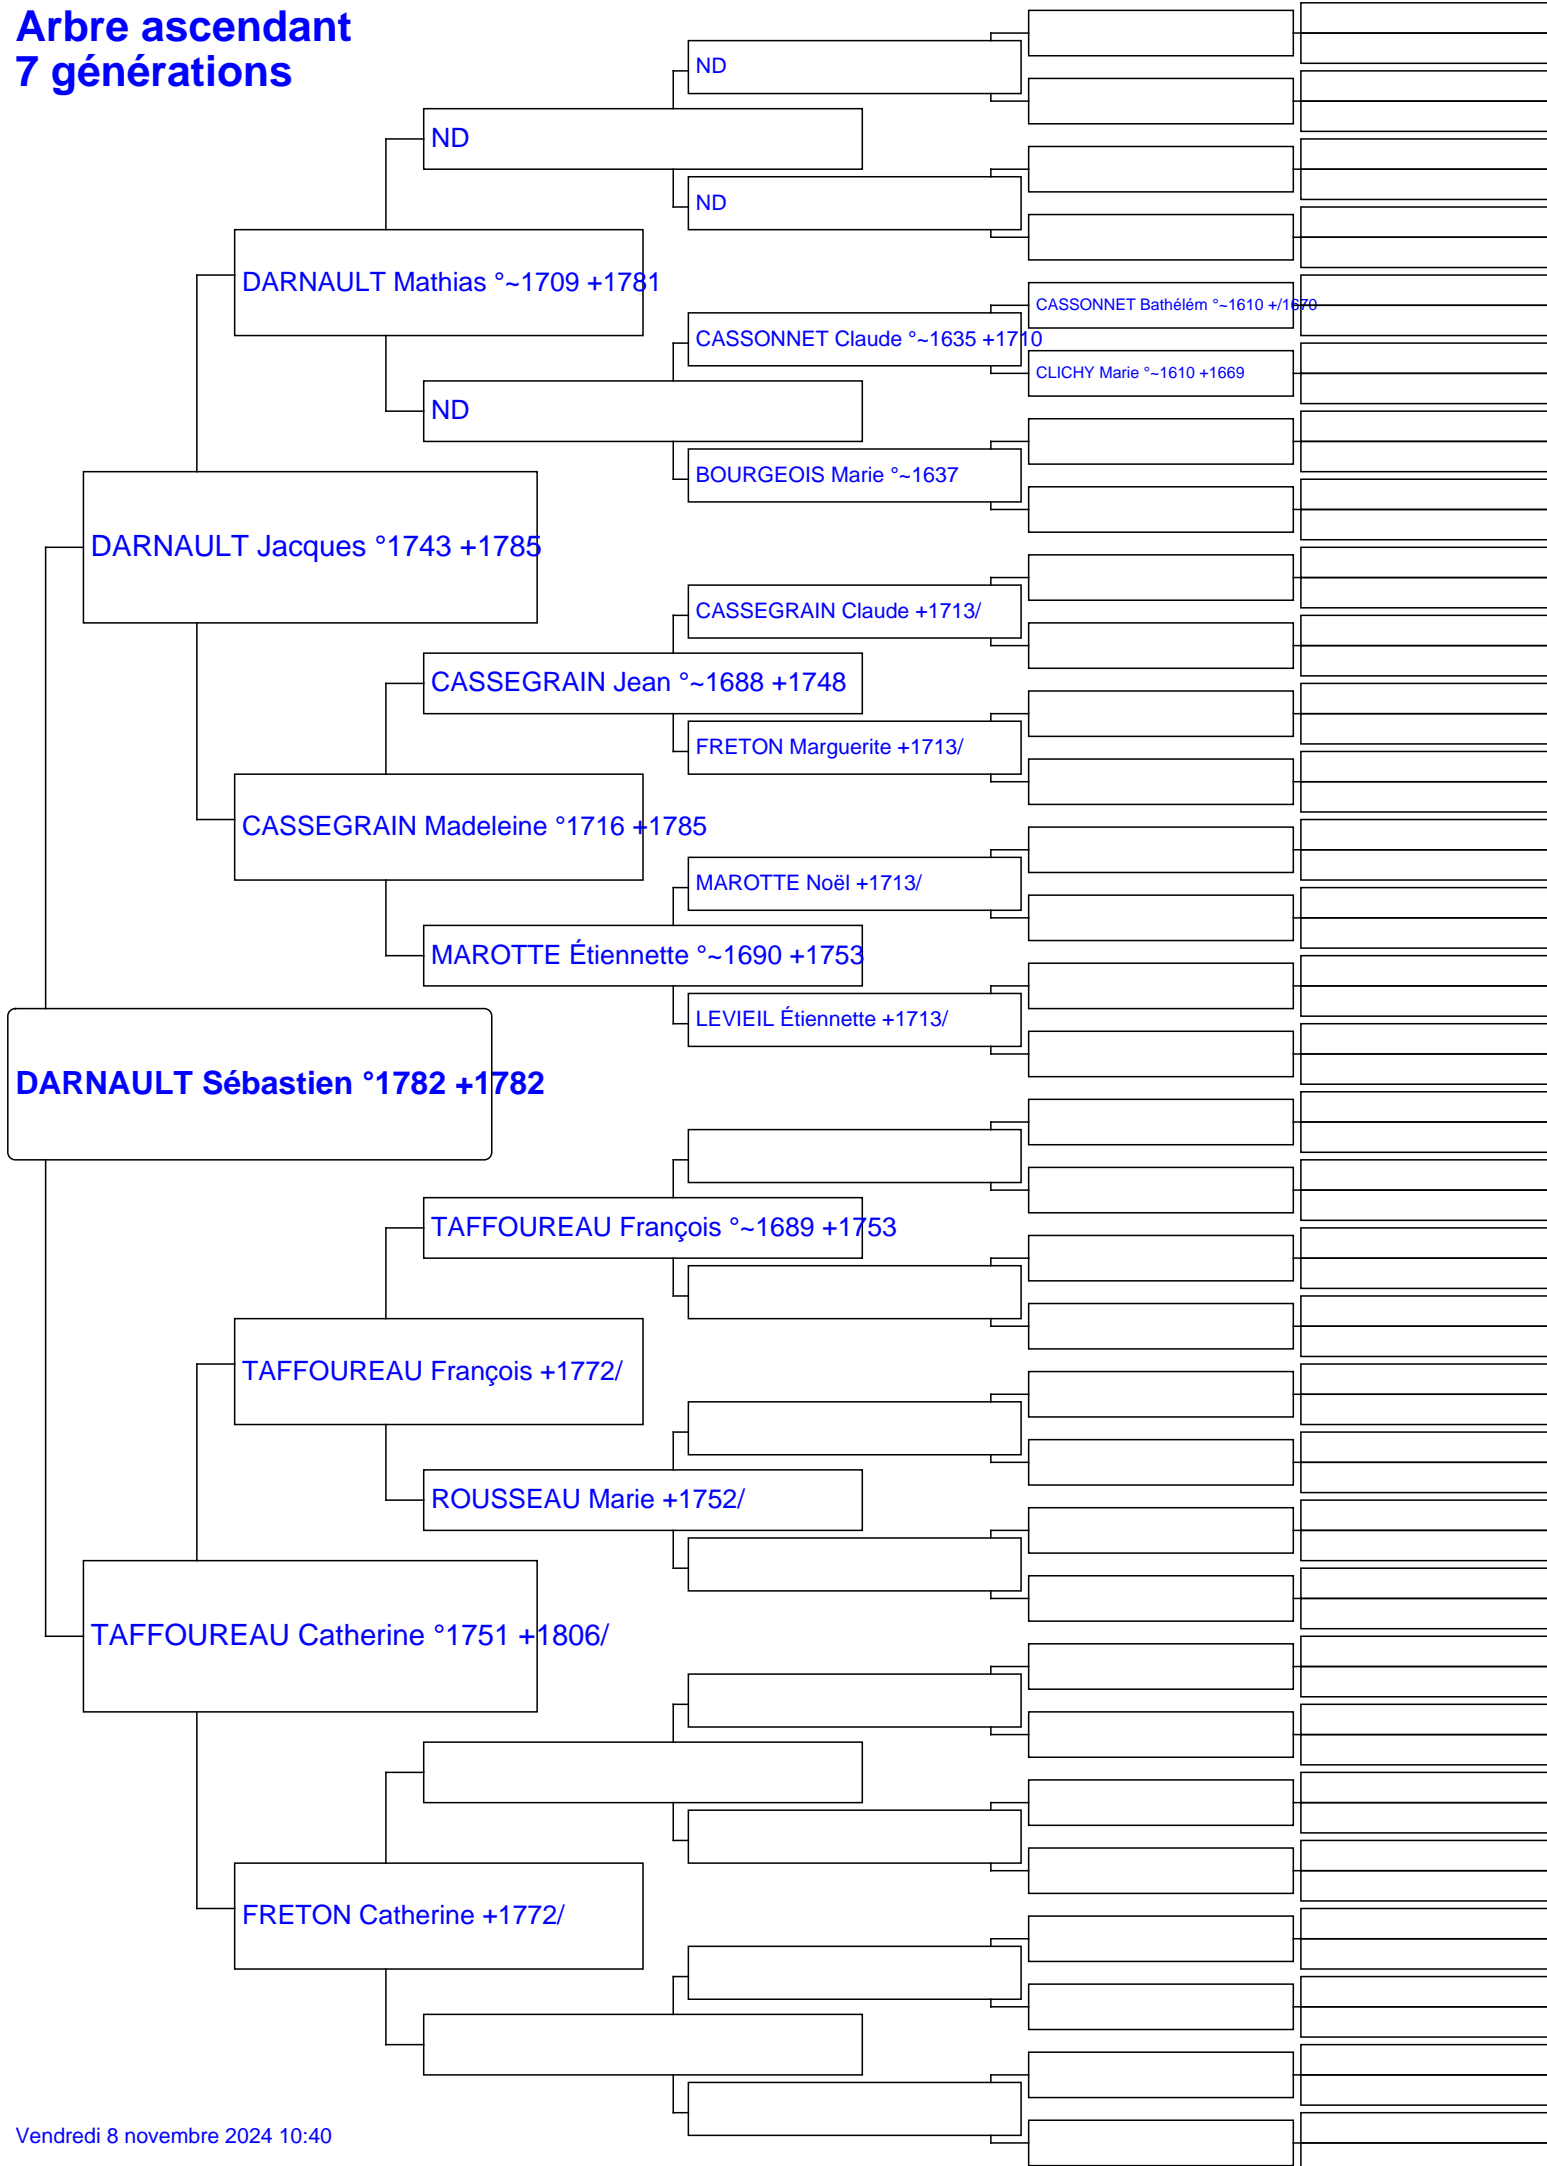 Arbre ascendant
7 générations
ND
ND
ND
DARNAULT Mathias °~1709 +1781
CASSONNET Bathélém °~1610 +/1670
CASSONNET Claude °~1635 +1710
CLICHY Marie °~1610 +1669
ND
BOURGEOIS Marie °~1637
DARNAULT Jacques °1743 +1785
CASSEGRAIN Claude +1713/
CASSEGRAIN Jean °~1688 +1748
FRETON Marguerite +1713/
CASSEGRAIN Madeleine °1716 +1785
MAROTTE Noël +1713/
MAROTTE Étiennette °~1690 +1753
LEVIEIL Étiennette +1713/
DARNAULT Sébastien °1782 +1782
TAFFOUREAU François °~1689 +1753
TAFFOUREAU François +1772/
ROUSSEAU Marie +1752/
TAFFOUREAU Catherine °1751 +1806/
FRETON Catherine +1772/
Vendredi 8 novembre 2024 10:40